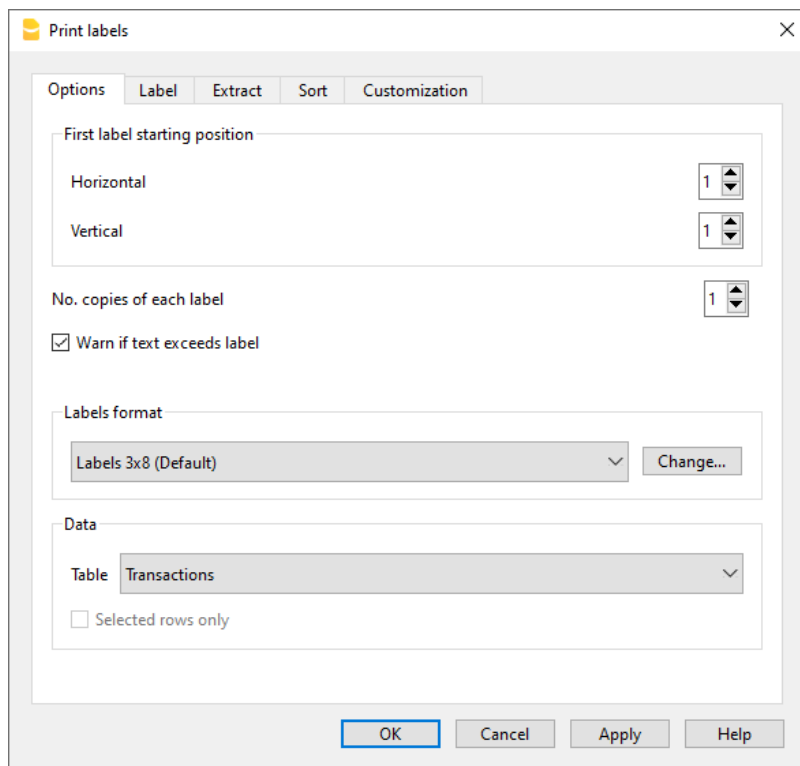 Print labels
Options Label Extract Sort Customization
First label starting position
Horizontal 1
Vertical 1
No. copies of each label 1
Warn if text exceeds label
Labels format
Labels 3x8 (Default) Change...
Data
Table Transactions
Selected rows only
OK Cancel Apply Help